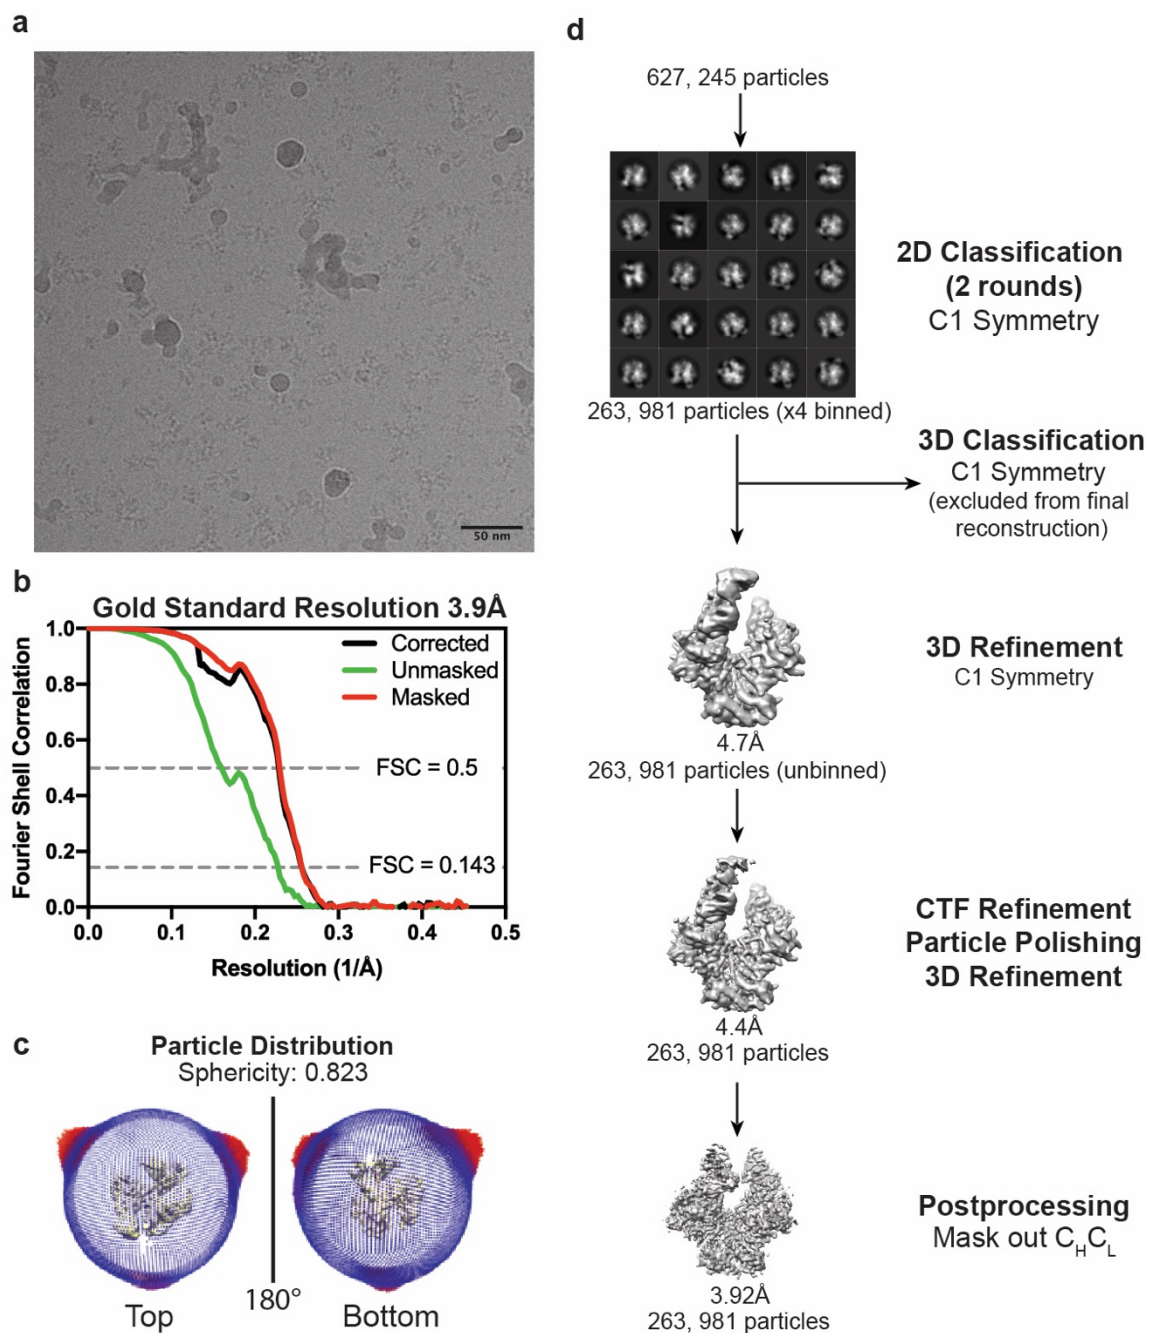 a
50 nm
b
Gold Standard Resolution 3.9Å
Fourier Shell Correlation
1.0
0.8
0.6
0.4
0.2
0.0
Corrected
Unmasked
Masked
FSC = 0.5
FSC = 0.143
0.0 0.1 0.2 0.3 0.4 0.5
Resolution (1/Å)
c
Particle Distribution
Sphericity: 0.823
180°
Top
Bottom
d
627, 245 particles
2D Classification
(2 rounds)
C1 Symmetry
263, 981 particles (x4 binned)
3D Classification
C1 Symmetry
(excluded from final
reconstruction)
3D Refinement
C1 Symmetry
4.7Å
263, 981 particles (unbinned)
CTF Refinement
Particle Polishing
3D Refinement
4.4Å
263, 981 particles
Postprocessing
Mask out CHCL
3.92Å
263, 981 particles